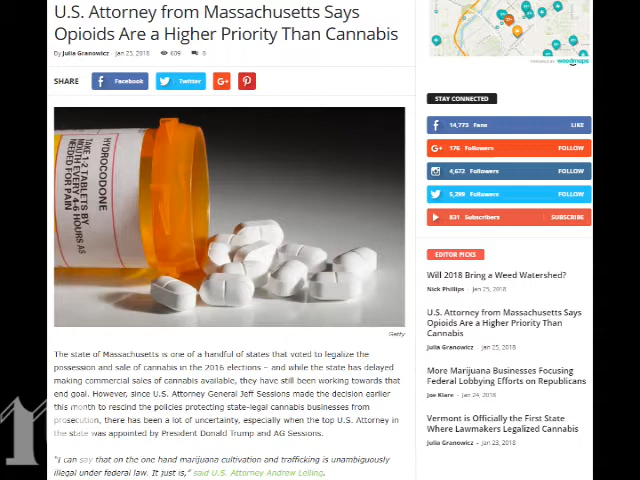 U.S. Attorney from Massachusetts Says
Opioids Are a Higher Priority Than Cannabis
By Julia Granowicz - Jan 25, 2018 609 0
SHARE Facebook Twitter
HYDROCODONE
TAKE 1-2 TABLETS BY
MOUTH EVERY 4-6 HOURS AS
NEEDED FOR PAIN
Getty
The state of Massachusetts is one of a handful of states that voted to legalize the
possession and sale of cannabis in the 2016 elections – and while the state has delayed
making commercial sales of cannabis available, they have still been working towards that
end goal. However, since U.S. Attorney General Jeff Sessions made the decision earlier
this month to rescind the policies protecting state-legal cannabis businesses from
prosecution, there has been a lot of uncertainty, especially when the top U.S. Attorney in
the state was appointed by President Donald Trump and AG Sessions.
"I can say that on the one hand marijuana cultivation and trafficking is unambiguously
illegal under federal law. It just is," said U.S. Attorney Andrew Lelling.
1
POWERED BY weedmaps
STAY CONNECTED
14,773 Fans LIKE
176 Followers FOLLOW
4,672 Followers FOLLOW
5,299 Followers FOLLOW
831 Subscribers SUBSCRIBE
EDITOR PICKS
Will 2018 Bring a Weed Watershed?
Nick Phillips - Jan 25, 2018
U.S. Attorney from Massachusetts Says
Opioids Are a Higher Priority Than
Cannabis
Julia Granowicz - Jan 25, 2018
More Marijuana Businesses Focusing
Federal Lobbying Efforts on Republicans
Joe Klare - Jan 24, 2018
Vermont is Officially the First State
Where Lawmakers Legalized Cannabis
Julia Granowicz - Jan 23, 2018